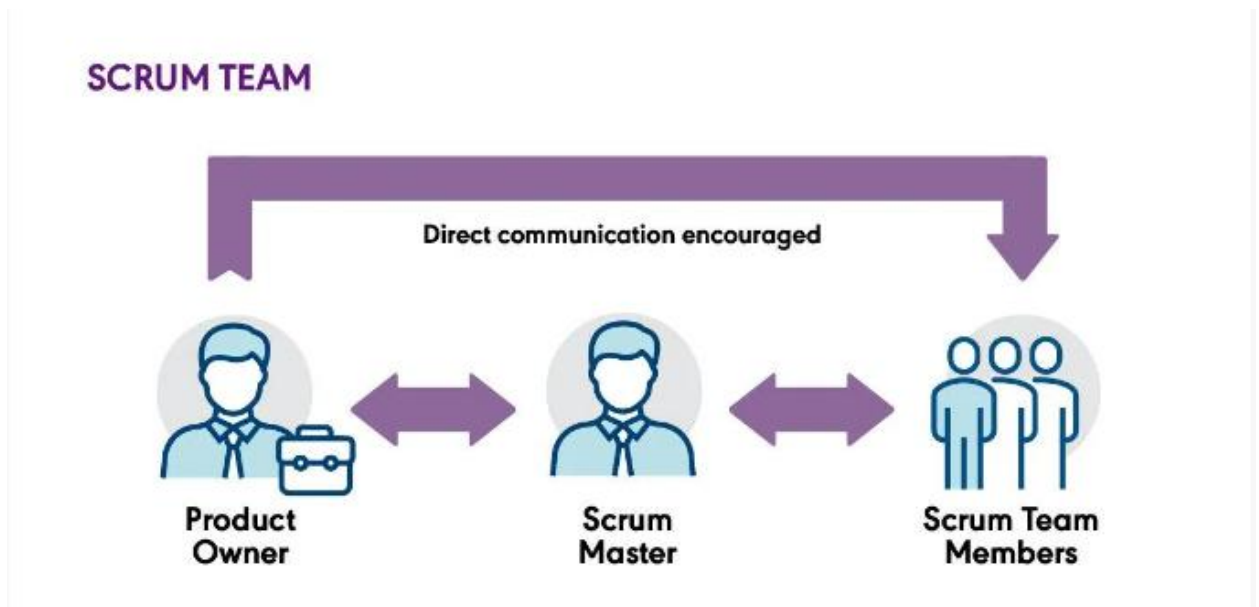 SCRUM TEAM
Direct communication encouraged
Product
Owner
Scrum
Master
Scrum Team
Members